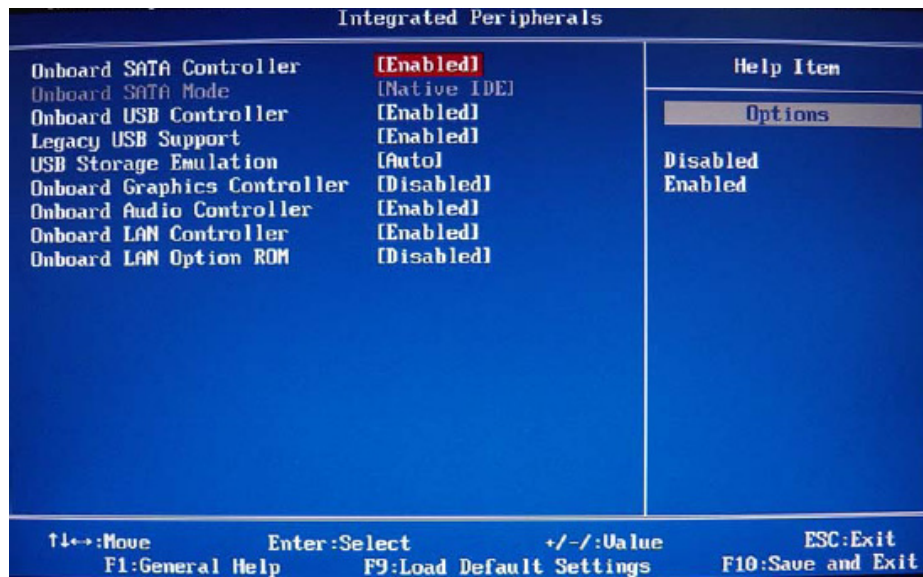 Integrated Peripherals
Onboard SATA Controller [Enabled]
Help Item
Onboard SATA Mode [Native IDE]
Onboard USB Controller [Enabled]
Options
Legacy USB Support [Enabled]
USB Storage Emulation [Auto]
Disabled
Onboard Graphics Controller [Disabled]
Enabled
Onboard Audio Controller [Enabled]
Onboard LAN Controller [Enabled]
Onboard LAN Option ROM [Disabled]
↑↓←→:Move Enter:Select +/-/:Value ESC:Exit
F1:General Help F9:Load Default Settings F10:Save and Exit